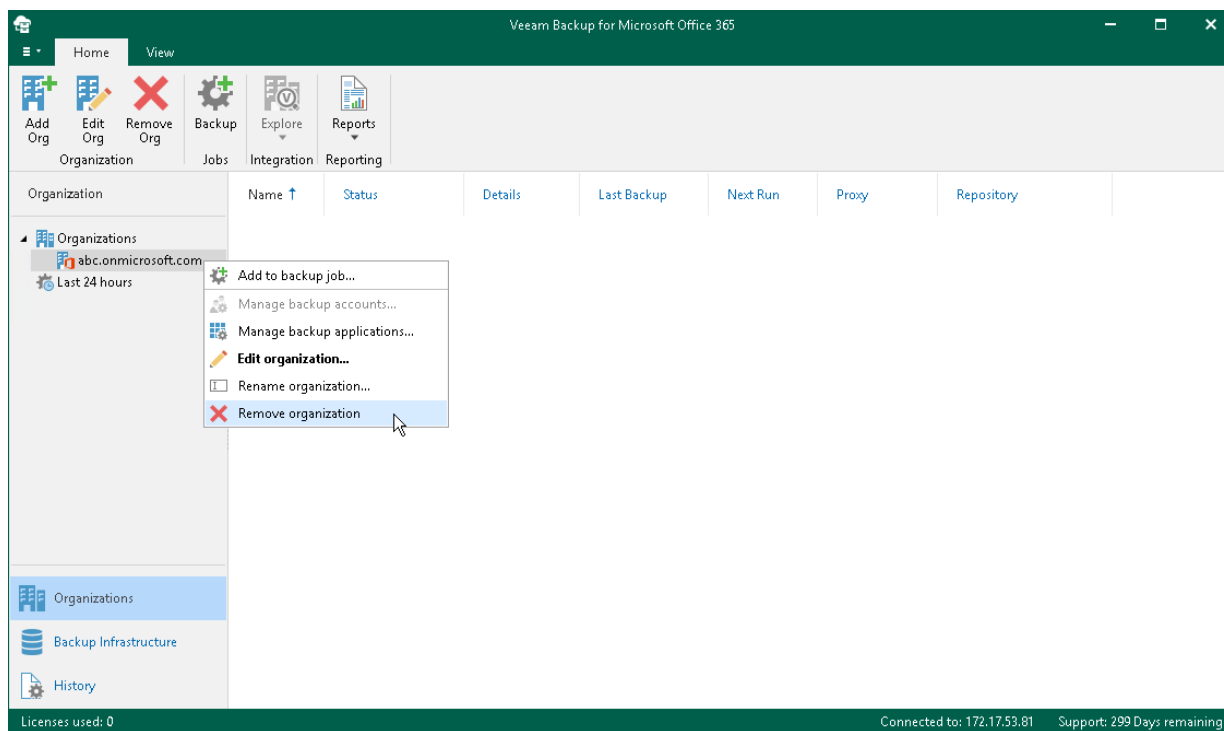 Veeam Backup for Microsoft Office 365
Home View
Add Org
Edit Org
Remove Org
Backup
Explore
Reports
Organization
Jobs
Integration
Reporting
Organization
Name Status Details Last Backup Next Run Proxy Repository
Organizations
abc.onmicrosoft.com
Last 24 hours
Add to backup job...
Manage backup accounts...
Manage backup applications...
Edit organization...
Rename organization...
Remove organization
Organizations
Backup Infrastructure
History
Licenses used: 0 Connected to: 172.17.53.81 Support: 299 Days remaining